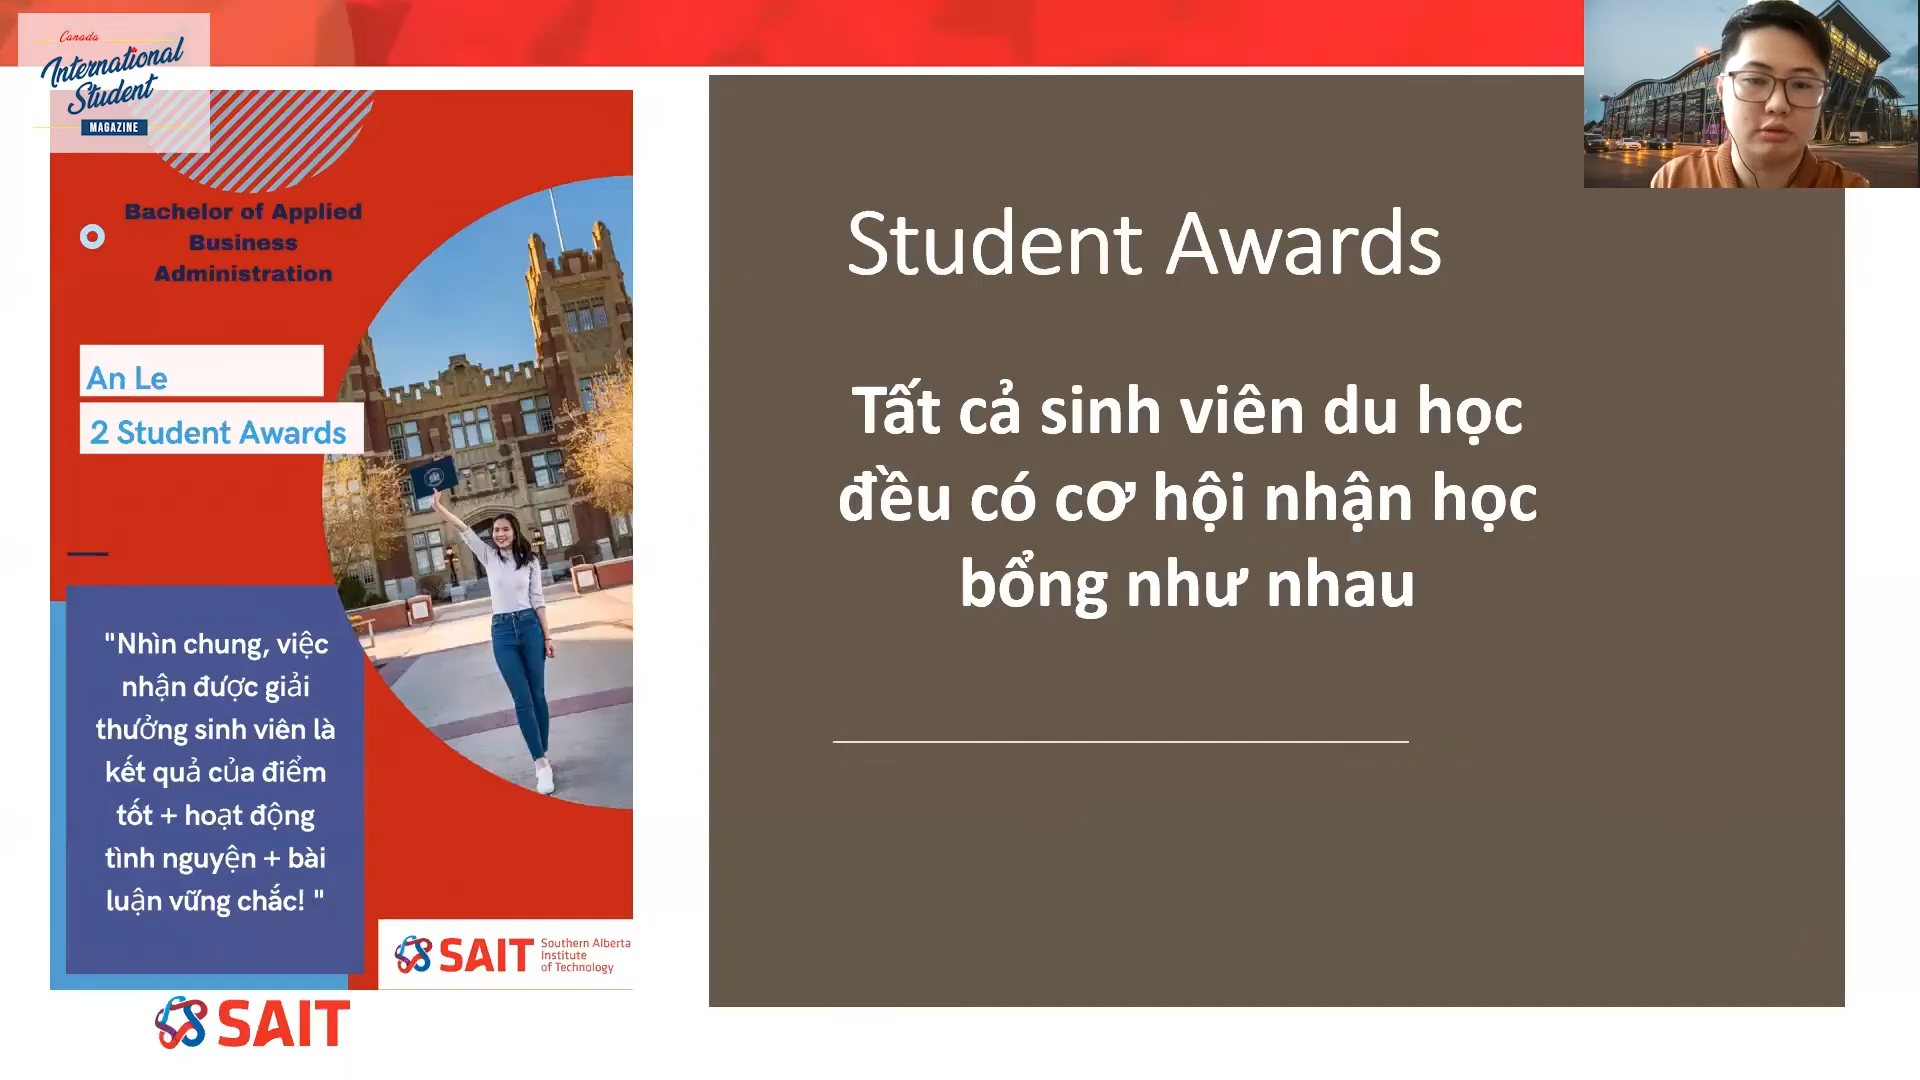 Canada
International
Student
MAGAZINE
Bachelor of Applied
Business
Administration
An Le
2 Student Awards
"Nhìn chung, việc
nhận được giải
thưởng sinh viên là
kết quả của điểm
tốt + hoạt động
tình nguyện + bài
luận vững chắc! "
SAIT
Southern Alberta
Institute
of Technology
SAIT
Student Awards
Tất cả sinh viên du học
đều có cơ hội nhận học
bổng như nhau